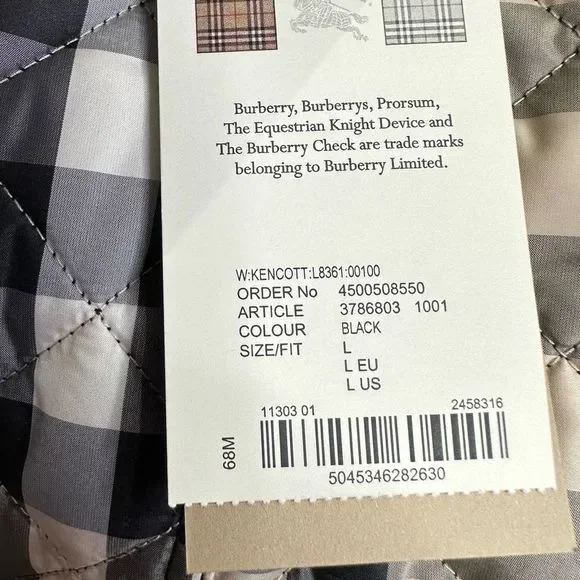 Burberry, Burberrys, Prorsum,
The Equestrian Knight Device and
The Burberry Check are trade marks
belonging to Burberry Limited.
W:KENCOTT:L8361:00100
ORDER No 4500508550
ARTICLE 3786803 1001
COLOUR BLACK
SIZE/FIT L
L EU
L US
11303 01 2458316
68M
5045346282630